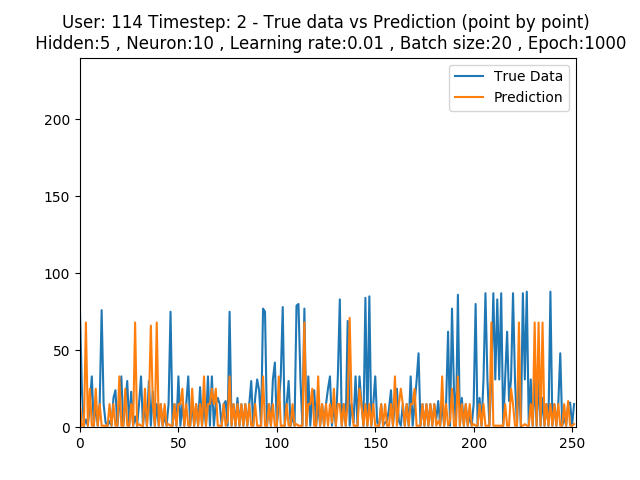 User: 114 Timestep: 2 - True data vs Prediction (point by point)
Hidden:5 , Neuron:10 , Learning rate:0.01 , Batch size:20 , Epoch:1000
True Data
Prediction
200
150
100
50
0
0 50 100 150 200 250